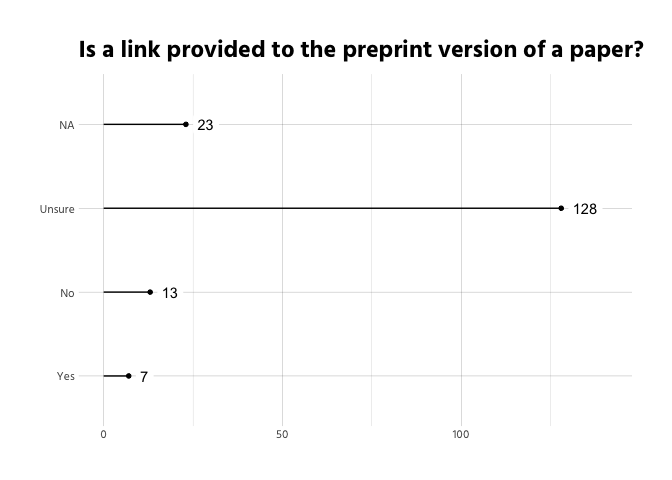 Is a link provided to the preprint version of a paper?
NA
23
Unsure
128
No
13
Yes
7
0 50 100